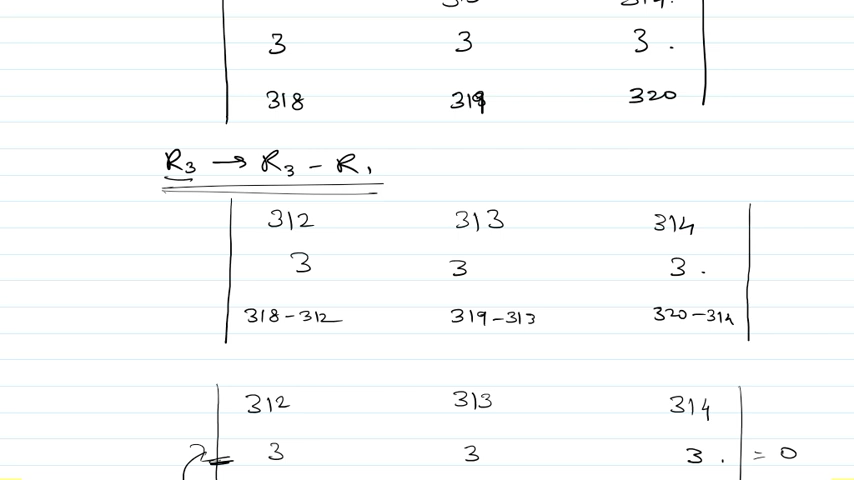 3 3 3 .
318 319 320
R3 → R3 - R1
312 313 314
3 3 3 .
318-312 319-313 320-314
312 313 314
3 3 3 . = 0